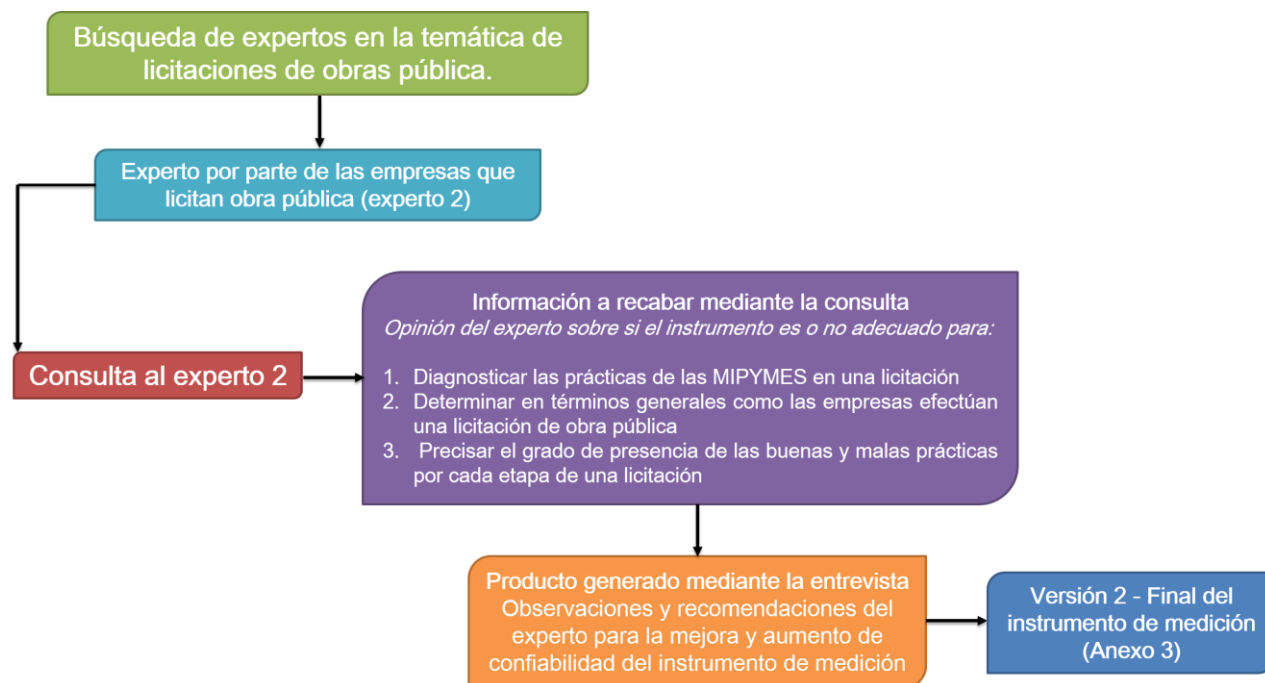 Búsqueda de expertos en la temática de
licitaciones de obras pública.
Experto por parte de las empresas que
licitan obra pública (experto 2)
Información a recabar mediante la consulta
Opinión del experto sobre si el instrumento es o no adecuado para:
Consulta al experto 2
1. Diagnosticar las prácticas de las MIPYMES en una licitación
2. Determinar en términos generales como las empresas efectúan
una licitación de obra pública
3. Precisar el grado de presencia de las buenas y malas prácticas
por cada etapa de una licitación
Producto generado mediante la entrevista
Observaciones y recomendaciones del
experto para la mejora y aumento de
confiabilidad del instrumento de medición
Versión 2 - Final del
instrumento de medición
(Anexo 3)